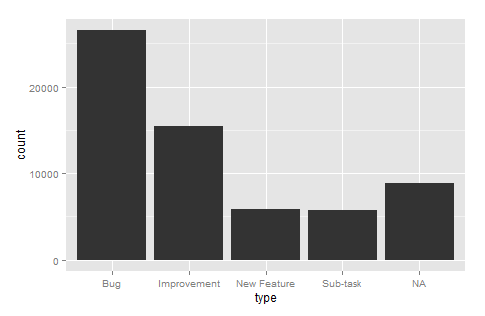 count
20000
10000
0
Bug Improvement New Feature Sub-task NA
type